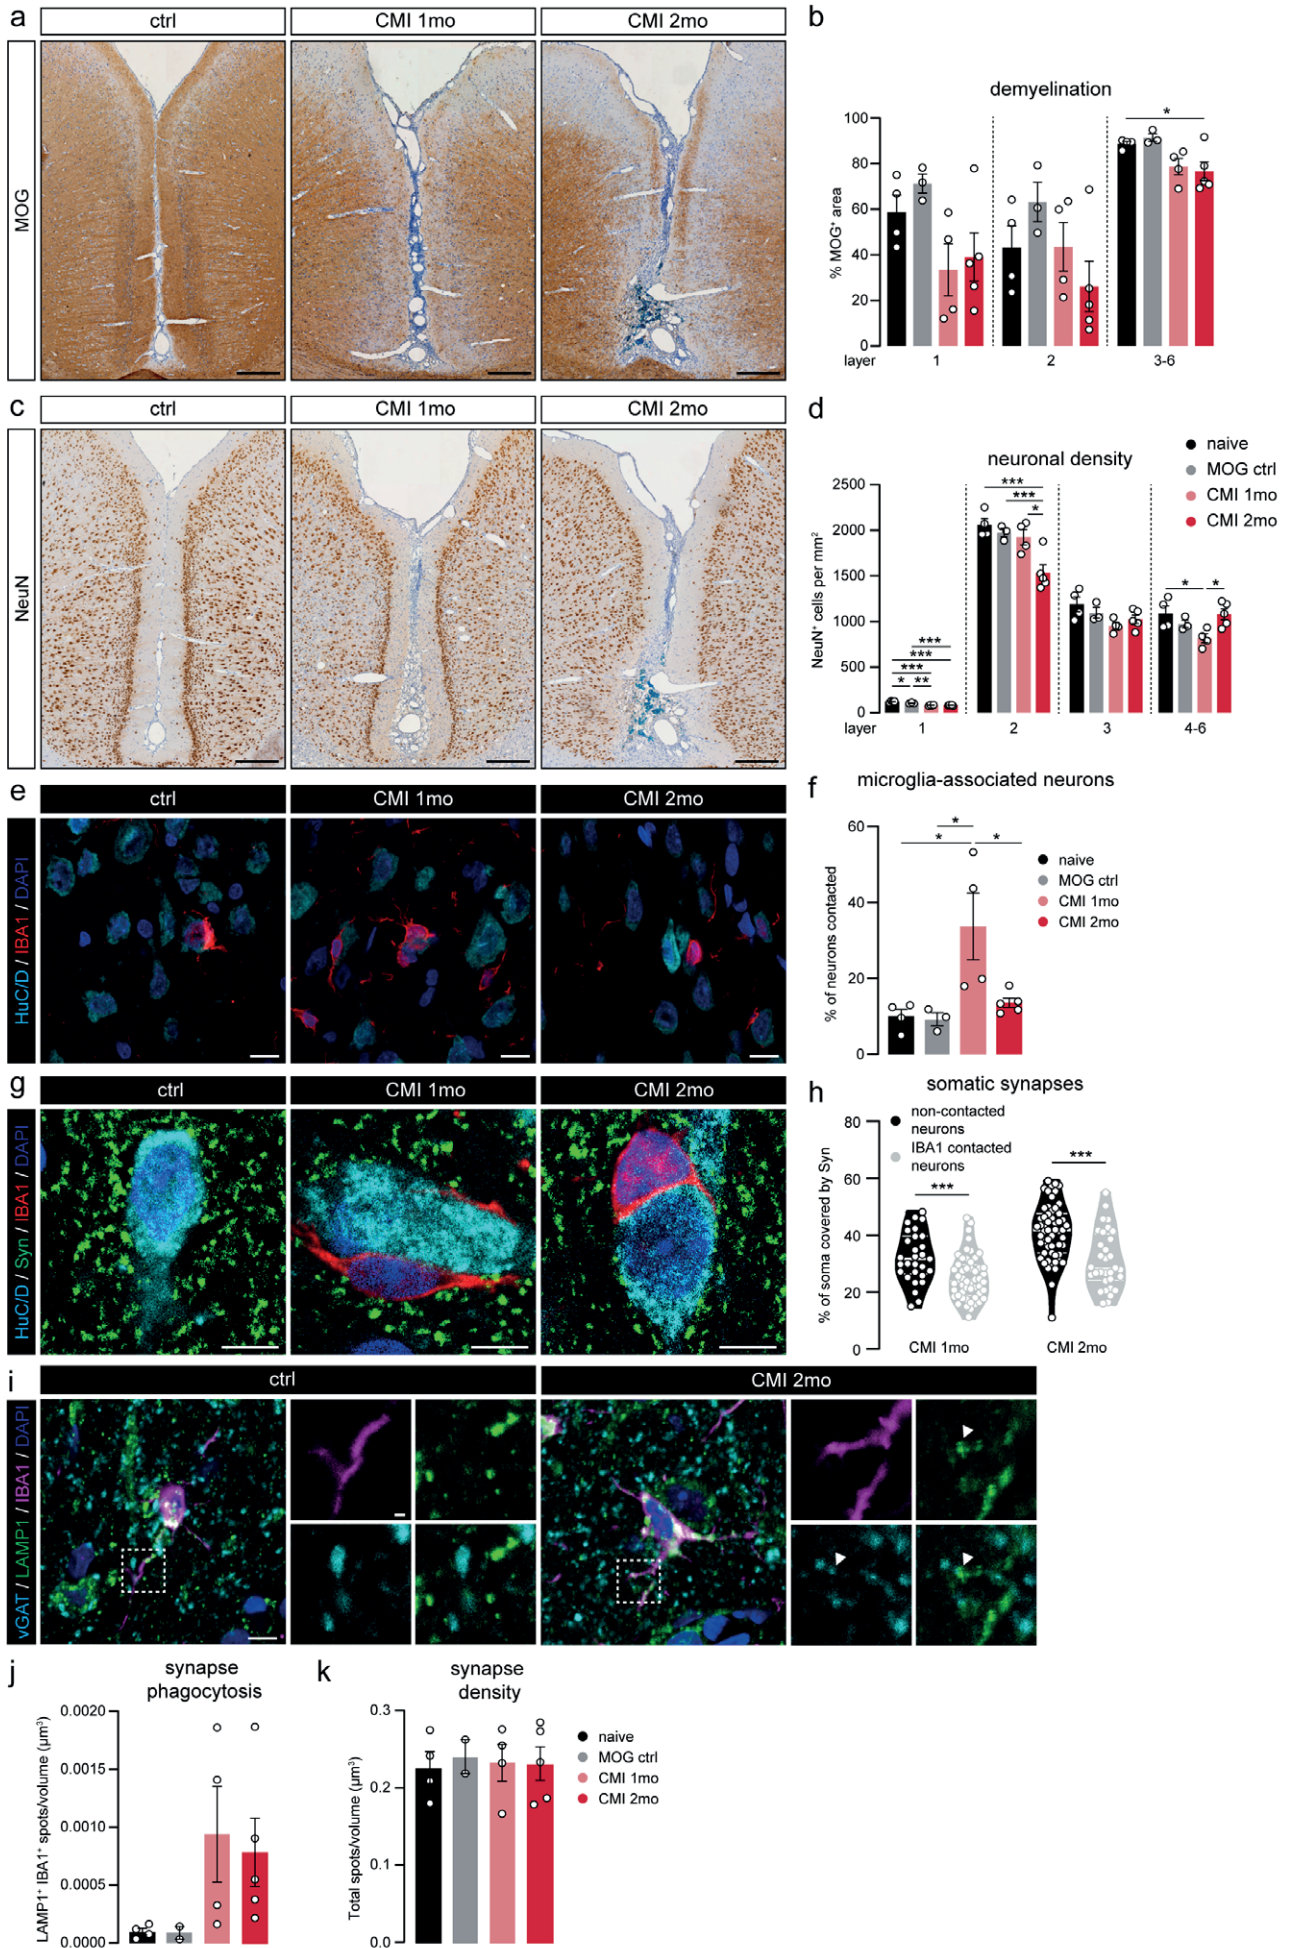 a
ctrl
CMI 1mo
CMI 2mo
MOG
b
demyelination
% MOG⁺ area
100
80
60
40
20
0
*
layer
1
2
3-6
c
ctrl
CMI 1mo
CMI 2mo
NeuN
d
naive
MOG ctrl
CMI 1mo
CMI 2mo
neuronal density
NeuN⁺ cells per mm²
2500
2000
1500
1000
500
0
***
***
***
* **
***
***
*
* *
layer
1
2
3
4-6
e
ctrl
CMI 1mo
CMI 2mo
HuC/D / IBA1 / DAPI
f
microglia-associated neurons
% of neurons contacted
60
40
20
0
*
* *
naive
MOG ctrl
CMI 1mo
CMI 2mo
g
ctrl
CMI 1mo
CMI 2mo
HuC/D / Syn / IBA1 / DAPI
h
somatic synapses
non-contacted
neurons
IBA1 contacted
neurons
% of soma covered by Syn
80
60
40
20
0
***
***
CMI 1mo
CMI 2mo
i
ctrl
CMI 2mo
vGAT / LAMP1 / IBA1 / DAPI
j
synapse
phagocytosis
LAMP1⁺ IBA1⁺ spots/volume (µm³)
0.0020
0.0015
0.0010
0.0005
0.0000
k
synapse
density
Total spots/volume (µm³)
0.3
0.2
0.1
0.0
naive
MOG ctrl
CMI 1mo
CMI 2mo